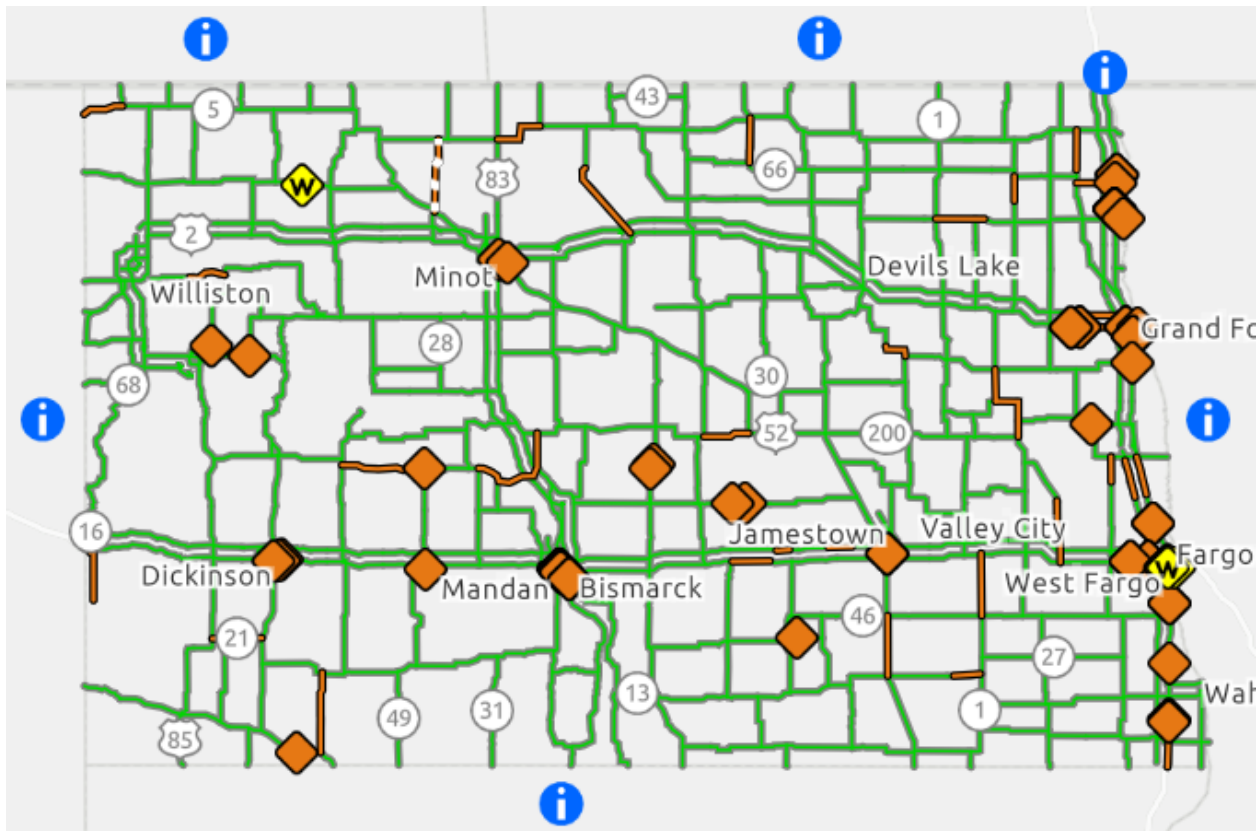 i
i
i
5
43
1
66
W
83
2
Minot
Devils Lake
Williston
Grand Fo
28
30
68
i
i
52
200
16
Jamestown
Valley City
Fargo
W
Dickinson
Mandan
Bismarck
West Fargo
46
21
27
13
Wah
49
31
1
85
i